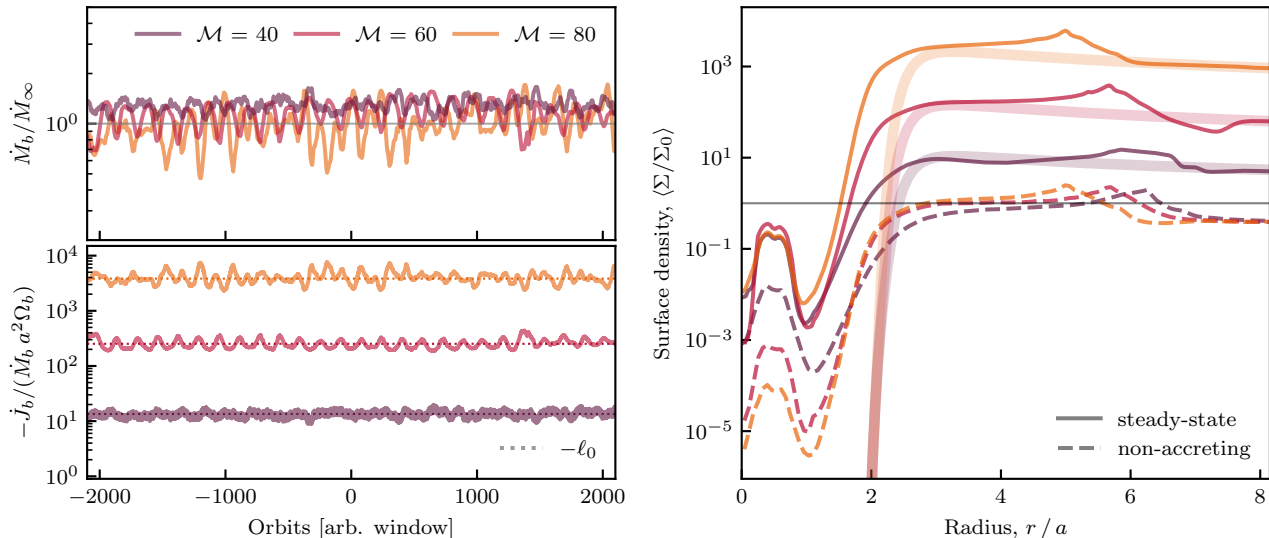 ℳ = 40 ℳ = 60 ℳ = 80
Ṁ_b/Ṁ_∞
10⁰
−J̇_b/(Ṁ_b a²Ω_b)
10⁴
10³
10²
10¹
10⁰
−ℓ₀
−2000 −1000 0 1000 2000
Orbits [arb. window]
Surface density, ⟨Σ/Σ₀⟩
10³
10¹
10⁻¹
10⁻³
10⁻⁵
steady-state
non-accreting
0 2 4 6 8
Radius, r / a